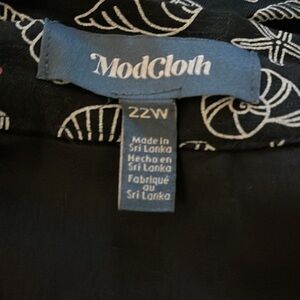 ModCloth
22W
Made in
Sri Lanka
Hecho en
Sri Lanka
Fabriqué
au
Sri Lanka